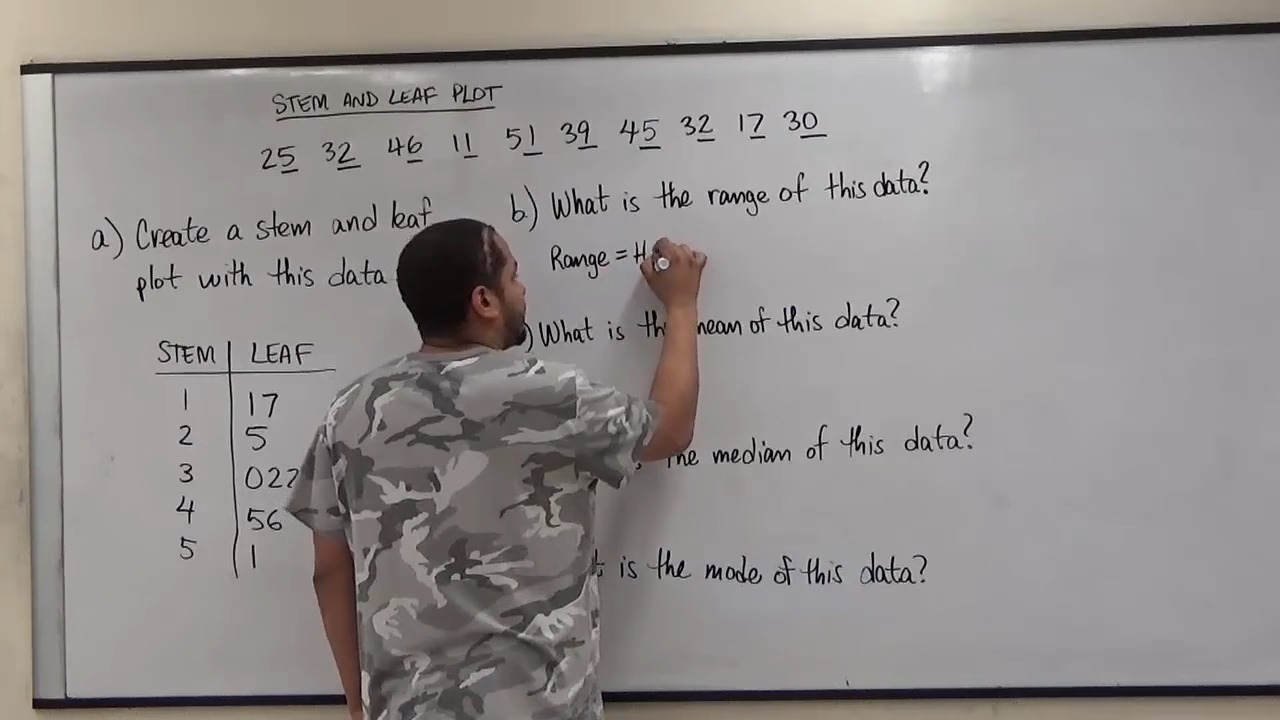 STEM AND LEAF PLOT
25 32 46 11 51 39 45 32 17 30
a) Create a stem and leaf
plot with this data
STEM LEAF
1 17
2 5
3 022
4 56
5 1
b.) What is the range of this data?
Range =
) What is the mean of this data?
the median of this data?
is the mode of this data?